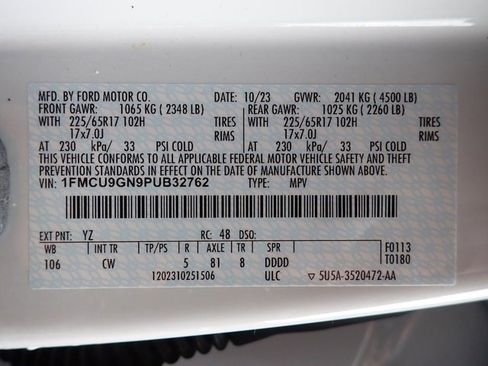 MFD. BY FORD MOTOR CO. 10/23 GVWR: 2041 KG ( 4500 LB)
FRONT GAWR: 1065 KG ( 2348 LB) REAR GAWR: 1025 KG ( 2260 LB)
WITH 225/65R17 102H TIRES WITH 225/65R17 102H TIRES
17x7.0J RIMS 17x7.0J RIMS
AT 230 kPa/ 33 PSI COLD AT 230 kPa/ 33 PSI COLD
THIS VEHICLE CONFORMS TO ALL APPLICABLE FEDERAL MOTOR VEHICLE SAFETY AND THEFT
PREVENTION STANDARDS IN EFFECT ON THE DATE OF MANUFACTURE SHOWN ABOVE.
VIN: 1FMCU9GN9PUB32762 TYPE: MPV
EXT PNT: YZ RC: 48 DSO:
WB INT TR TP/PS R AXLE TR SPR F0113
106 CW 5 81 8 DDDD T0180
1202310251506 ULC 5U5A-3520472-AA